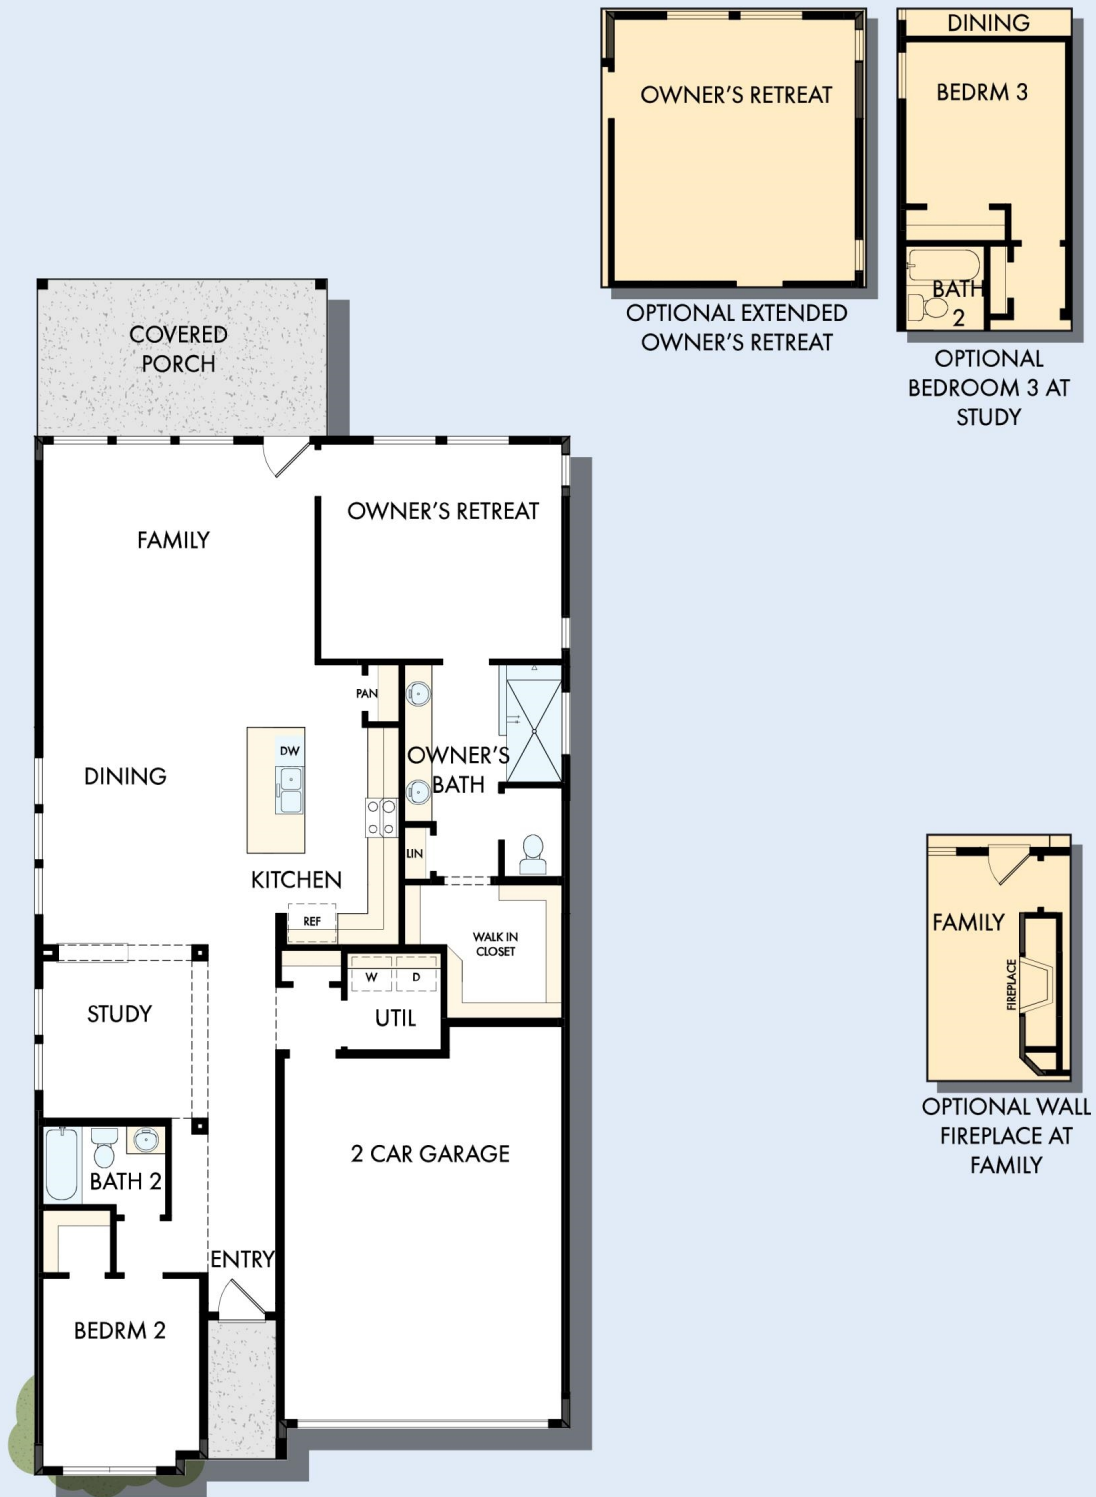 OWNER'S RETREAT
OPTIONAL EXTENDED
OWNER'S RETREAT
DINING
BEDRM 3
BATH
2
OPTIONAL
BEDROOM 3 AT
STUDY
COVERED
PORCH
FAMILY
OWNER'S RETREAT
PAN
DW
DINING
OWNER'S
BATH
LIN
KITCHEN
REF
WALK IN
CLOSET
W
D
UTIL
STUDY
BATH 2
2 CAR GARAGE
ENTRY
BEDRM 2
FAMILY
FIREPLACE
OPTIONAL WALL
FIREPLACE AT
FAMILY